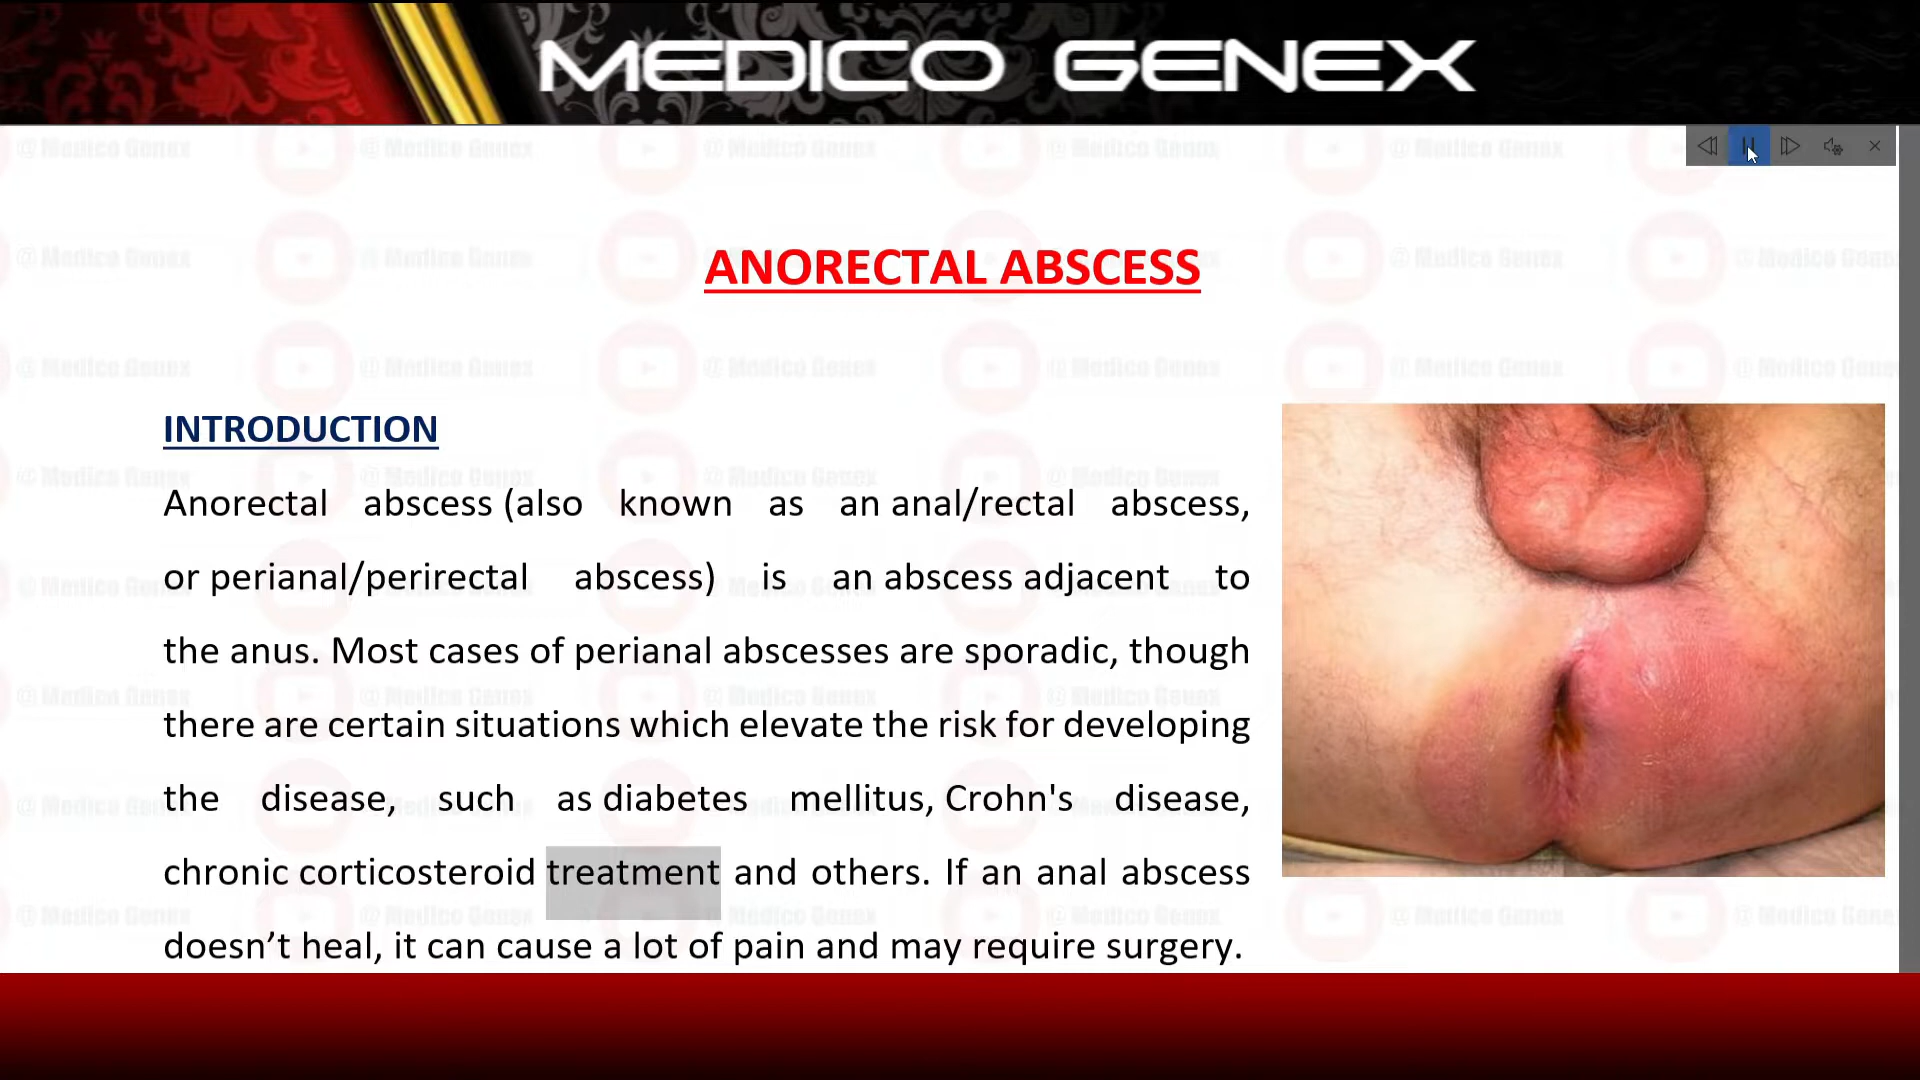 MEDICO GENEX
ANORECTAL ABSCESS
INTRODUCTION
Anorectal abscess (also known as an anal/rectal abscess,
or perianal/perirectal abscess) is an abscess adjacent to
the anus. Most cases of perianal abscesses are sporadic, though
there are certain situations which elevate the risk for developing
the disease, such as diabetes mellitus, Crohn's disease,
chronic corticosteroid treatment and others. If an anal abscess
doesn’t heal, it can cause a lot of pain and may require surgery.
@ Medico Genex